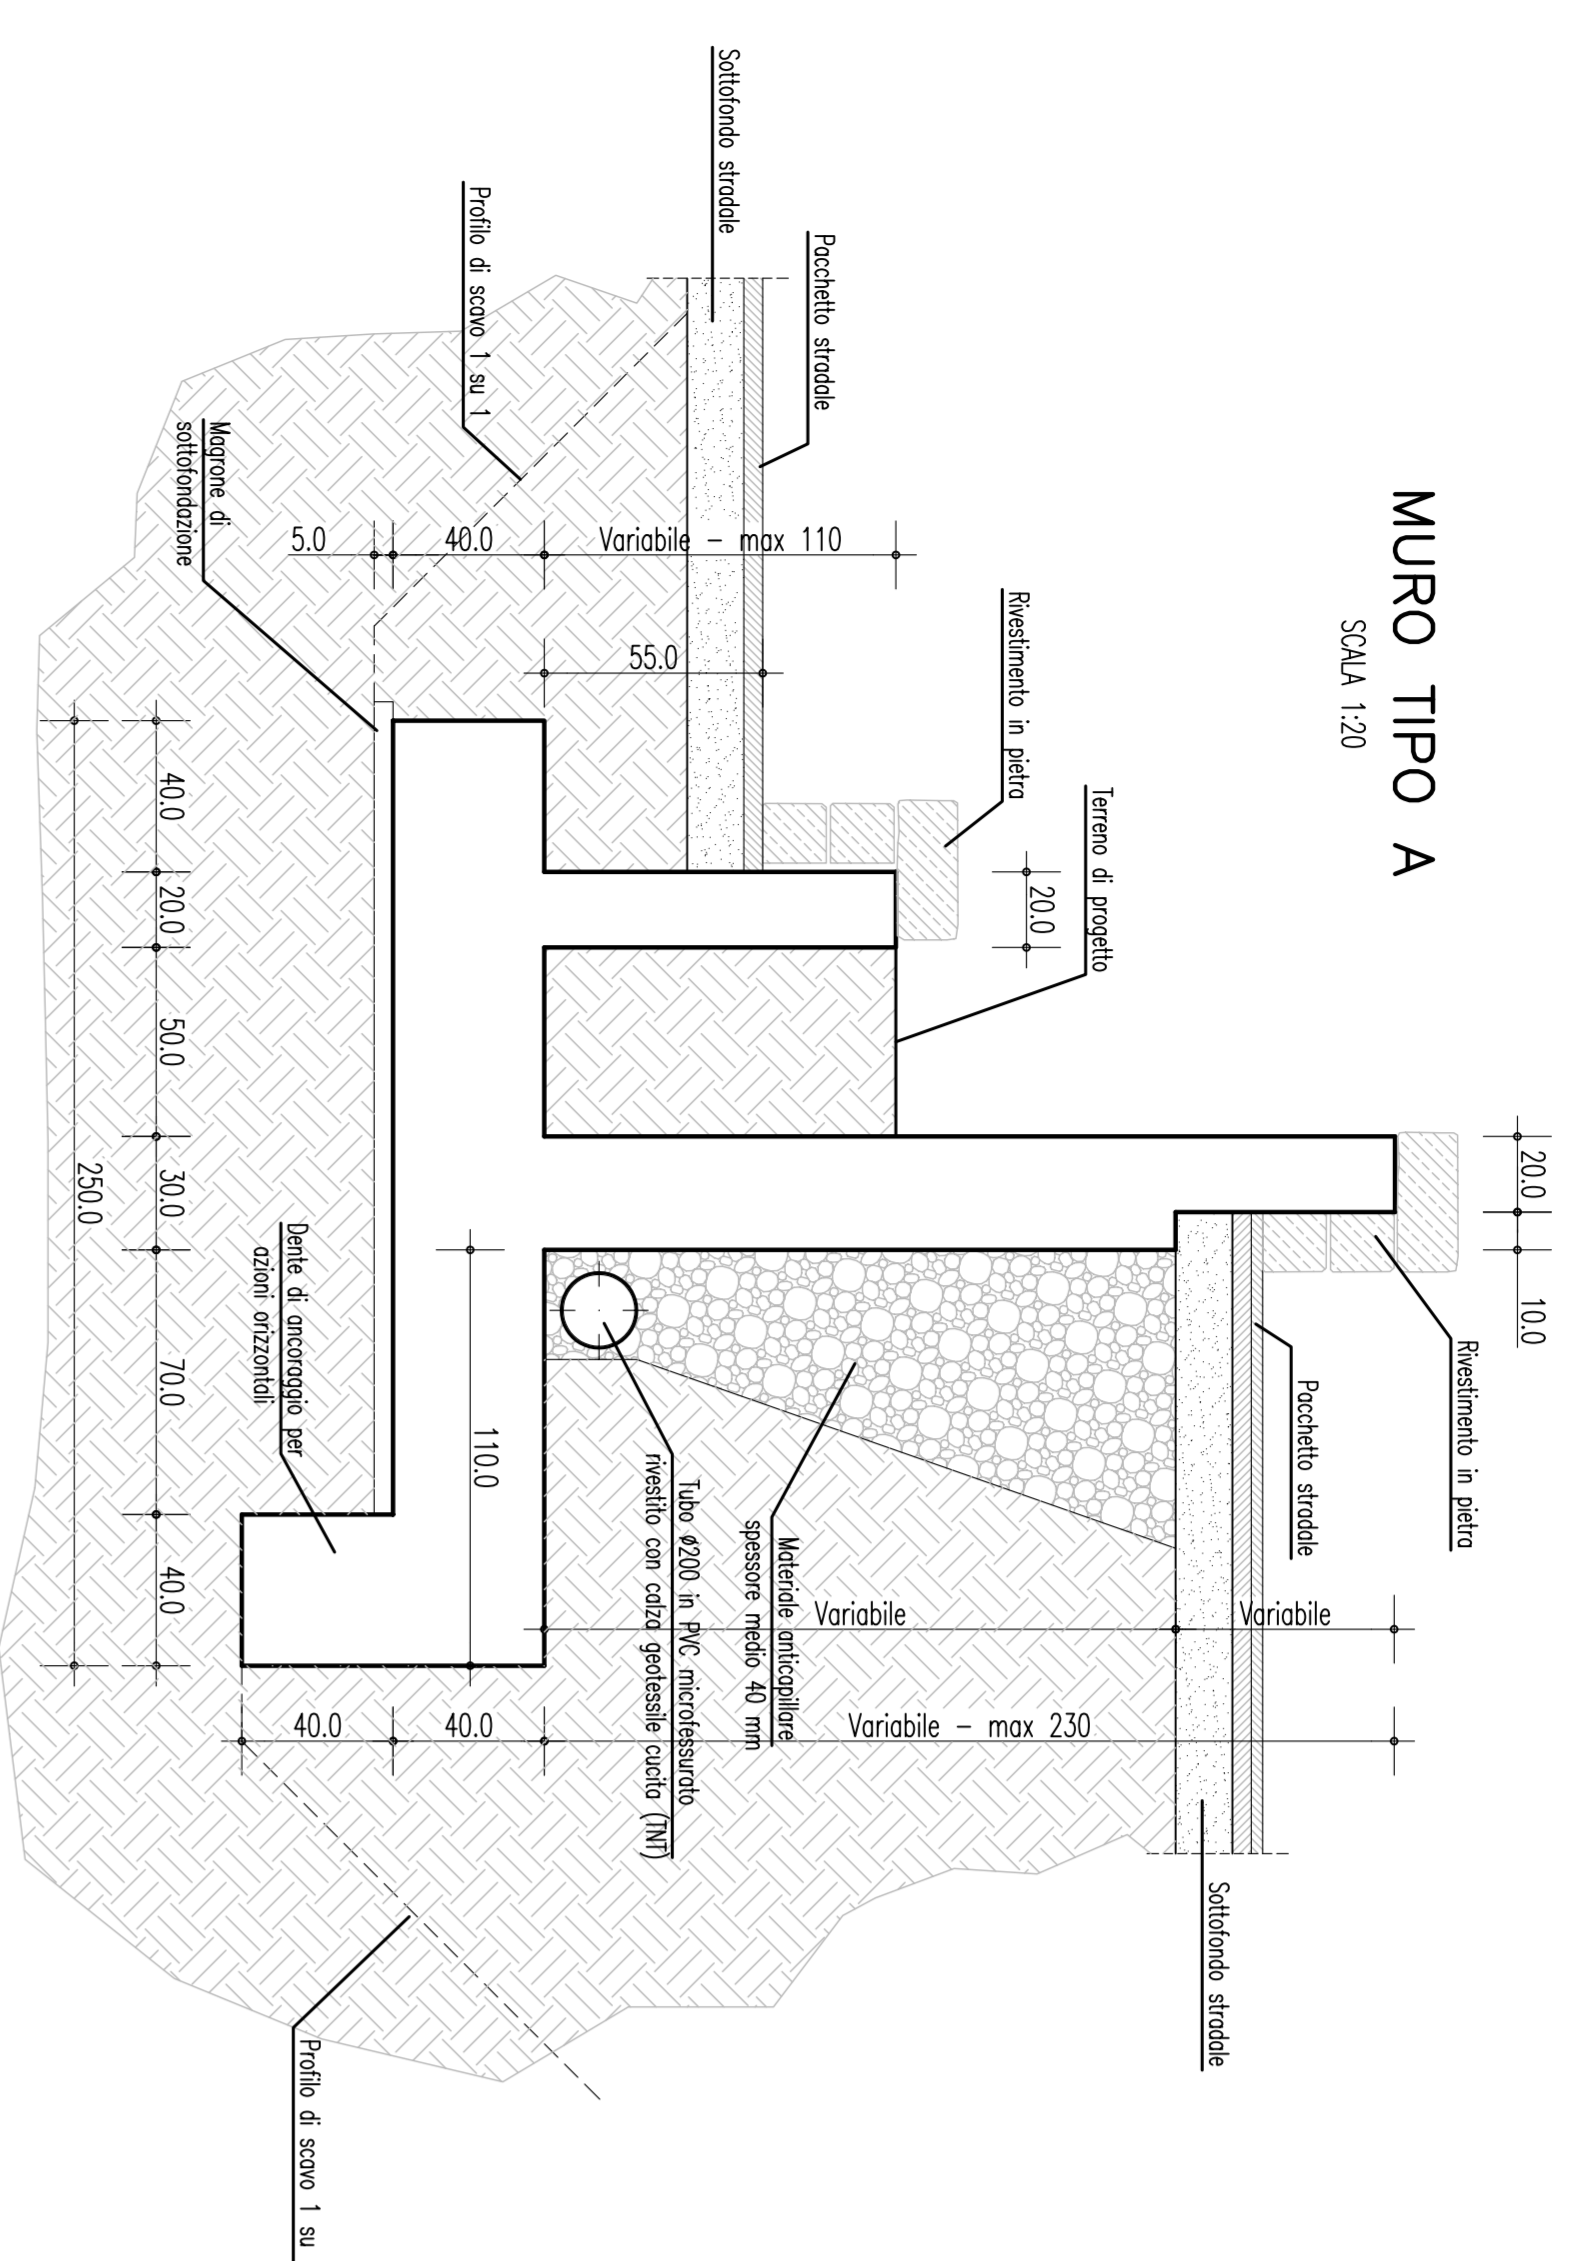 MURO TIPO A
SCALA 1:20
20.0
10.0
Rivestimento in pietra
Pacchetto stradale
Sottofondo stradale
Rivestimento in pietra
Terreno di progetto
20.0
Pacchetto stradale
Sottofondo stradale
Variabile - max 110
55.0
40.0
5.0
Variabile
Variabile
Variabile - max 230
40.0
40.0
Materiale anticapillare
spessore medio 40 mm
Tubo ø200 in PVC microfessurato
rivestito con calza geotessile cucita (TNT)
110.0
Profilo di scavo 1 su 1
Magrone di
sottofondazione
Dente di ancoraggio per
azioni orizzontali
Profilo di scavo 1 su
40.0
20.0
50.0
30.0
70.0
40.0
250.0